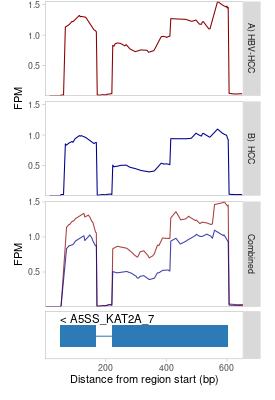 1.5
1.0
0.5
A) HBV-HCC
FPM
1.5
1.0
0.5
B) HCC
1.5
1.0
0.5
Combined
FPM
< A5SS_KAT2A_7
200
400
600
Distance from region start (bp)